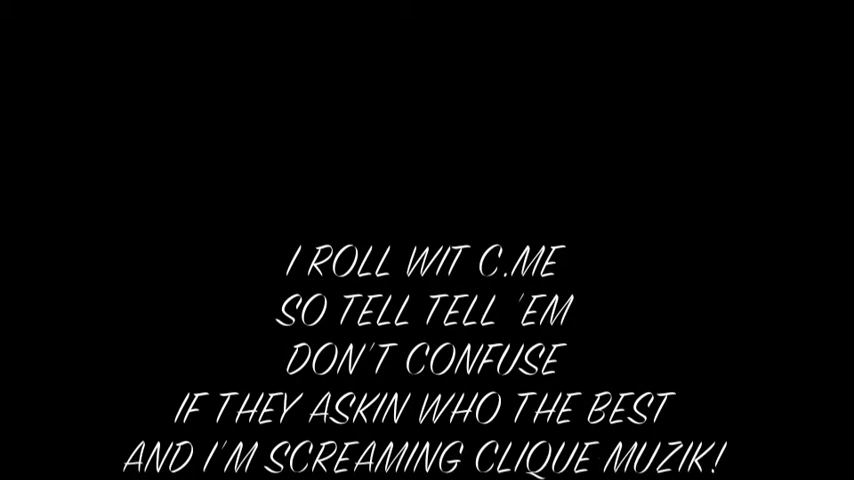 I ROLL WIT C.ME
SO TELL TELL 'EM
DON'T CONFUSE
IF THEY ASKIN WHO THE BEST
AND I'M SCREAMING CLIQUE MUZIK!